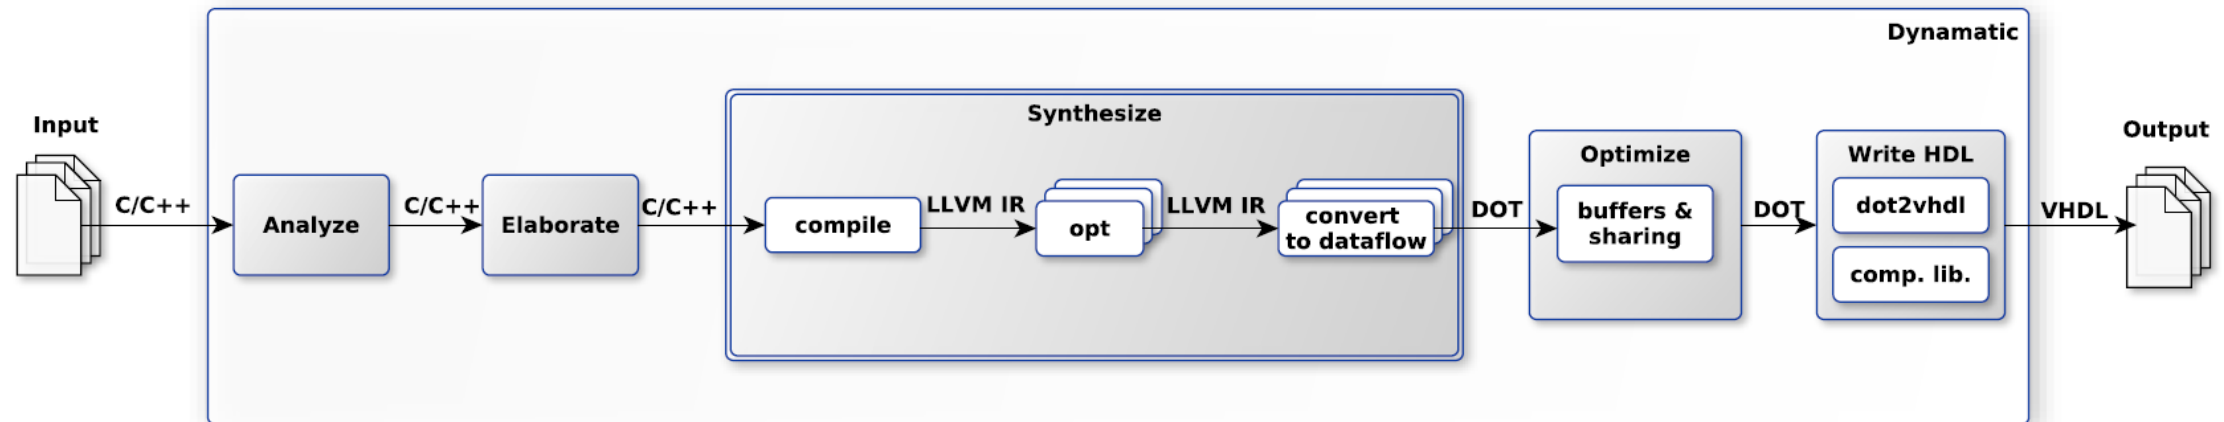 Dynamatic
Synthesize
Input
Output
C/C++
Analyze
C/C++
Elaborate
C/C++
compile
LLVM IR
opt
LLVM IR
convert
to dataflow
DOT
Optimize
buffers &
sharing
DOT
Write HDL
dot2vhdl
comp. lib.
VHDL